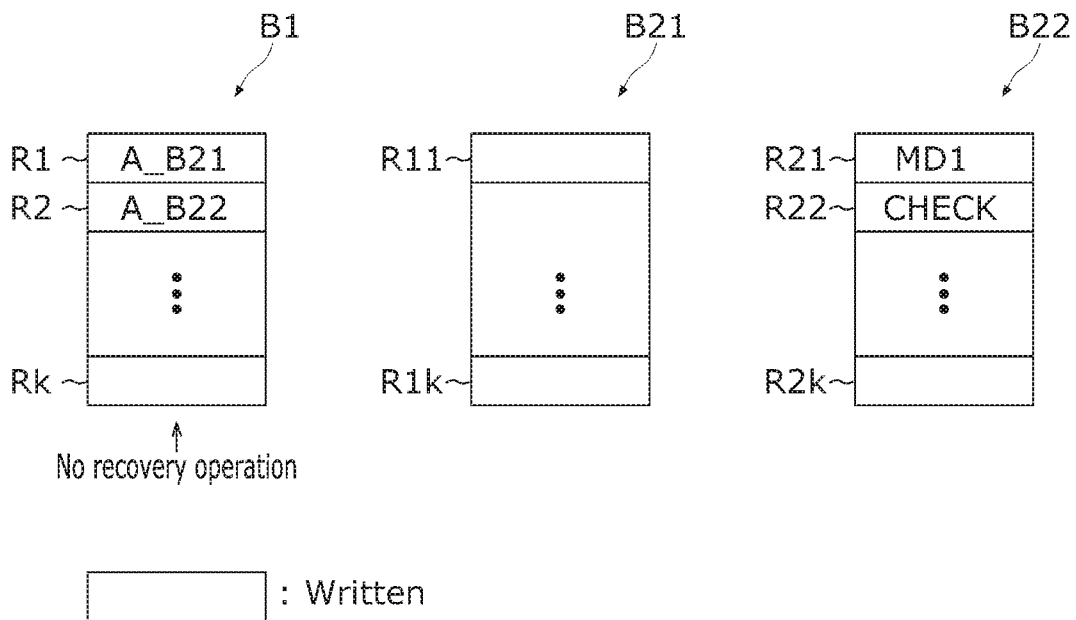 B1 B21 B22
R1 A_B21 R11 R21 MD1
R2 A_B22 R22 CHECK
Rk R1k R2k
No recovery operation
: Written